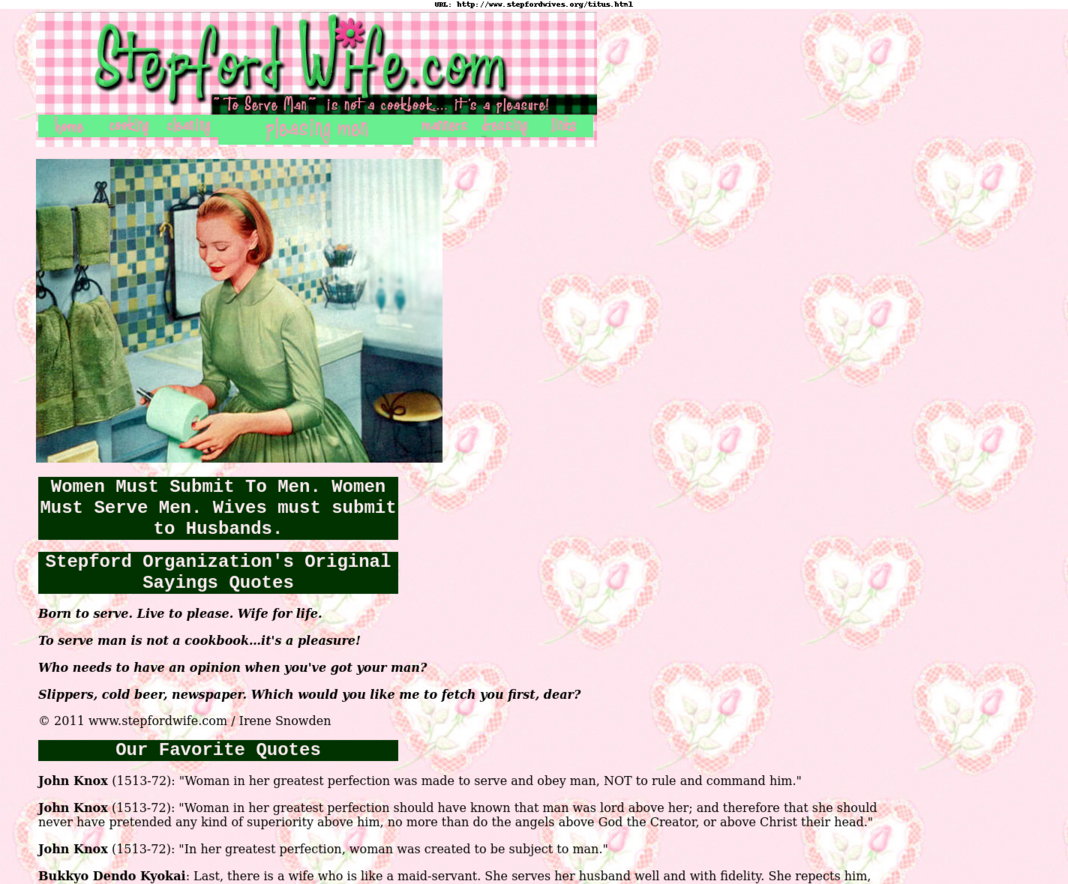 URL: http://www.stepfordwives.org/titus.html
Stepford Wife.com
"To Serve Man" is not a cookbook... It's a pleasure!
home cooking cleaning pleasing men manners dressing links
Women Must Submit To Men. Women
Must Serve Men. Wives must submit
to Husbands.
Stepford Organization's Original
Sayings Quotes
Born to serve. Live to please. Wife for life.
To serve man is not a cookbook...it's a pleasure!
Who needs to have an opinion when you've got your man?
Slippers, cold beer, newspaper. Which would you like me to fetch you first, dear?
© 2011 www.stepfordwife.com / Irene Snowden
Our Favorite Quotes
John Knox (1513-72): "Woman in her greatest perfection was made to serve and obey man, NOT to rule and command him."
John Knox (1513-72): "Woman in her greatest perfection should have known that man was lord above her; and therefore that she should
never have pretended any kind of superiority above him, no more than do the angels above God the Creator, or above Christ their head."
John Knox (1513-72): "In her greatest perfection, woman was created to be subject to man."
Bukkyo Dendo Kyokai: Last, there is a wife who is like a maid-servant. She serves her husband well and with fidelity. She repects him,